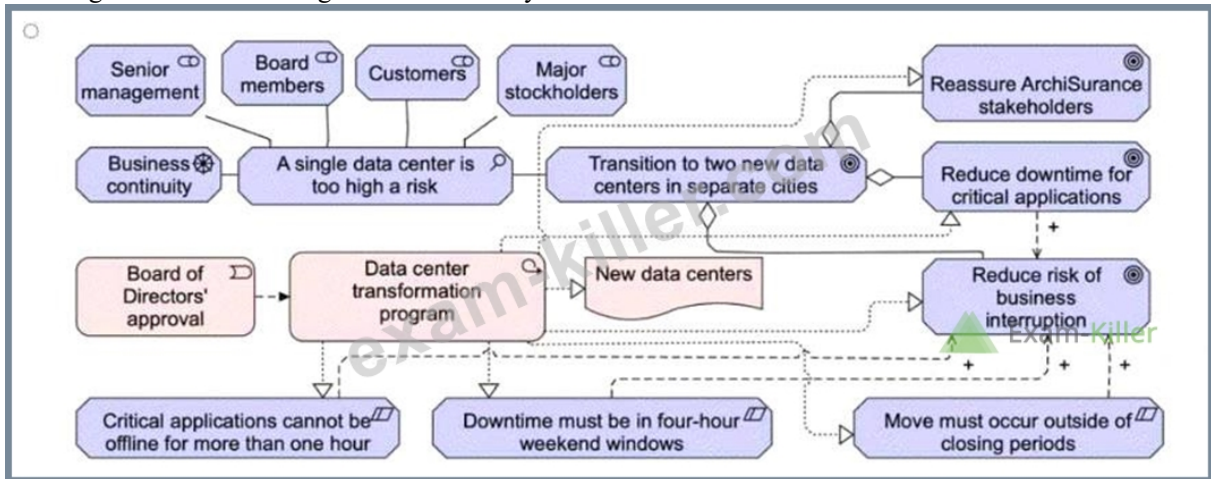 Senior
management
Board
members
Customers
Major
stockholders
Reassure ArchiSurance
stakeholders
Business
continuity
A single data center is
too high a risk
Transition to two new data
centers in separate cities
Reduce downtime for
critical applications
+
Board of
Directors'
approval
Data center
transformation
program
New data centers
Reduce risk of
business
interruption
Exam-Killer
+
+
+
Critical applications cannot be
offline for more than one hour
Downtime must be in four-hour
weekend windows
Move must occur outside of
closing periods
exam-killer.com